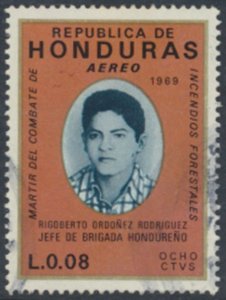 REPUBLICA DE
HONDURAS
AEREO
1969
MARTIR DEL COMBATE DE
INCENDIOS FORESTALES
RIGOBERTO ORDOÑEZ RODRIGUEZ
JEFE DE BRIGADA HONDUREÑO
L.0.08
OCHO
CTVS